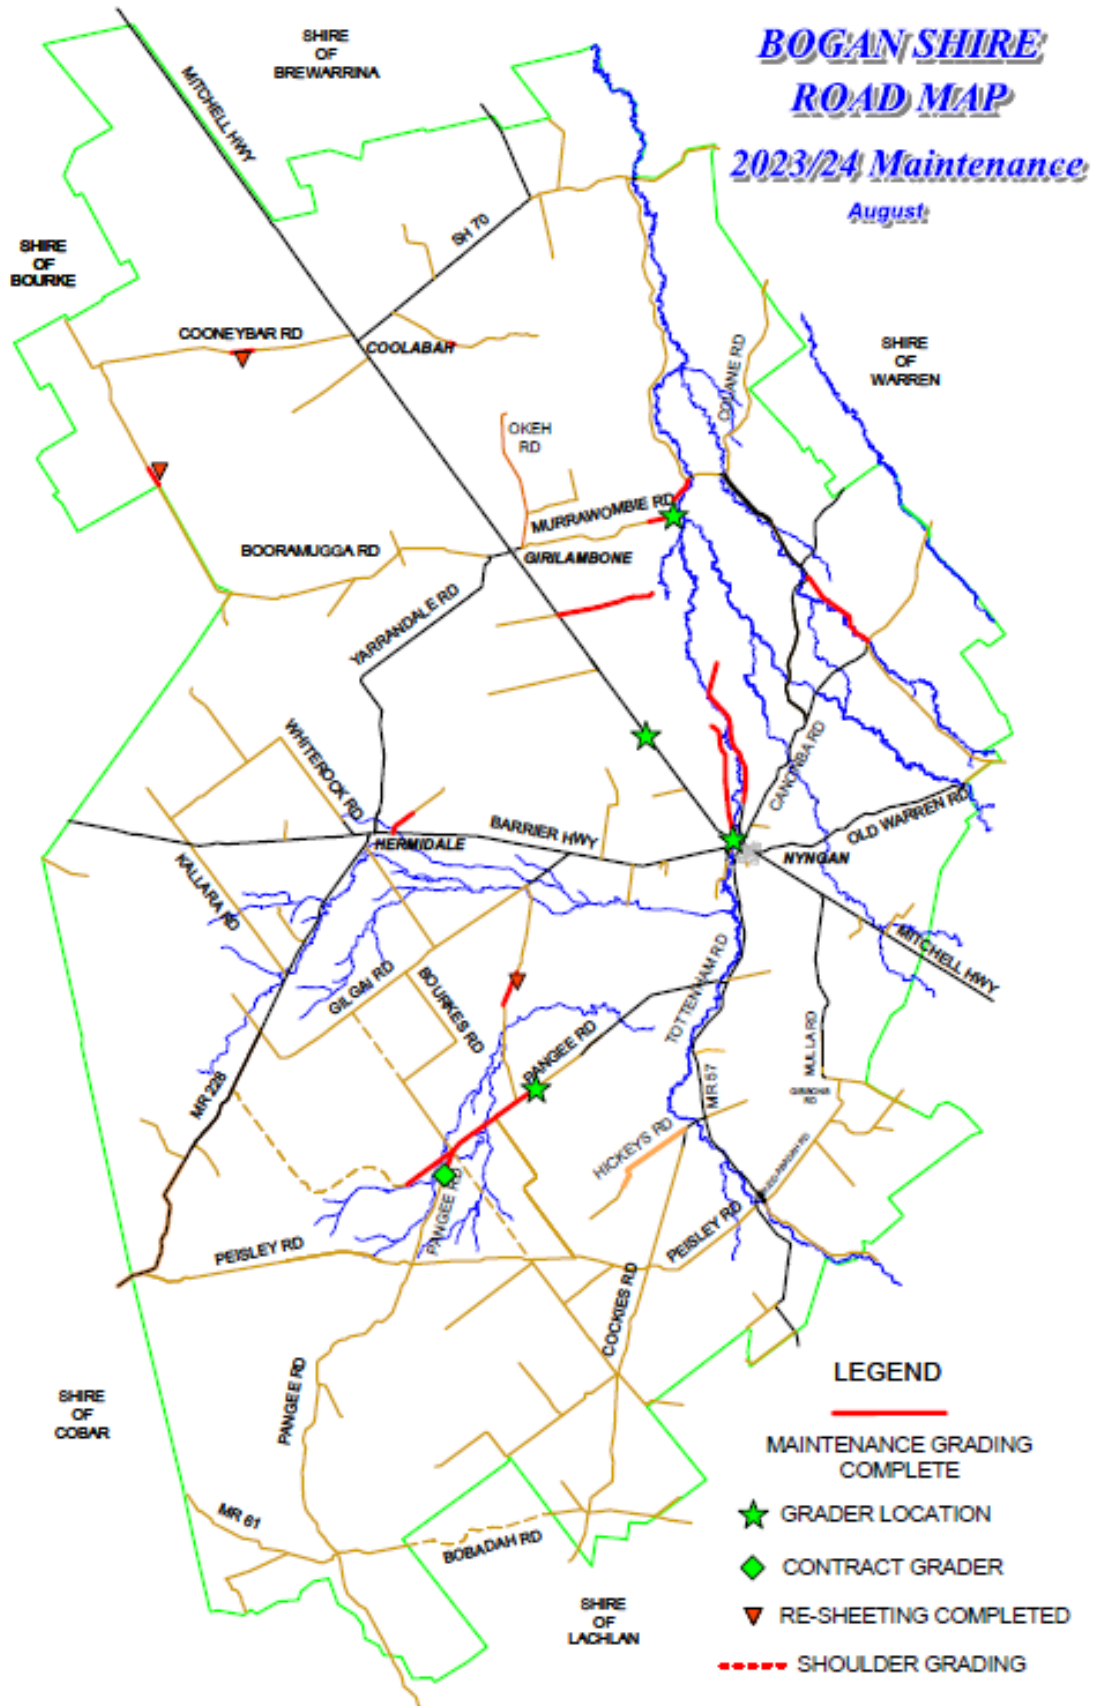 BOGAN SHIRE
ROAD MAP
2023/24 Maintenance
August
SHIRE
OF
BREWARRINA
MITCHELL HWY
SH 70
SHIRE
OF
BOURKE
COONEYBAR RD
COOLABAH
SHIRE
OF
WARREN
COLANE RD
OKEH
RD
MURRAWOMBIE RD
BOORAMUGGA RD
GIRILAMBONE
YARRANDALE RD
WHITEROCK RD
CANONBA RD
OLD WARREN RD
BARRIER HWY
HERMIDALE
NYNGAN
KALLARA RD
MITCHELL HWY
TOTTENHAM RD
GILGAI RD
BOURKES RD
PANGEE RD
MULLA RD
MR 228
MR 57
RD
HICKEYS RD
PANGEE RD
PEISLEY RD
PEISLEY RD
COCKIES RD
PANGEE RD
SHIRE
OF
COBAR
MR 61
BOBADAH RD
SHIRE
OF
LACHLAN
LEGEND
MAINTENANCE GRADING
COMPLETE
GRADER LOCATION
CONTRACT GRADER
RE-SHEETING COMPLETED
SHOULDER GRADING